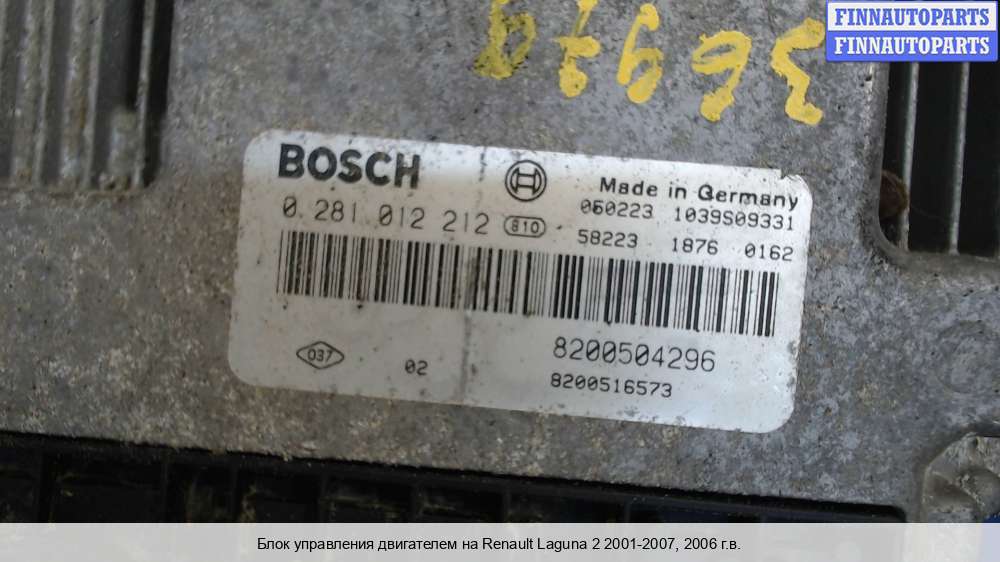 FINNAUTOPARTS
FINNAUTOPARTS
36979
BOSCH
Made in Germany
0 281 012 212 810
060223 1039S09331
58223 1876 0162
8200504296
037
02
8200516573
Блок управления двигателем на Renault Laguna 2 2001-2007, 2006 г.в.